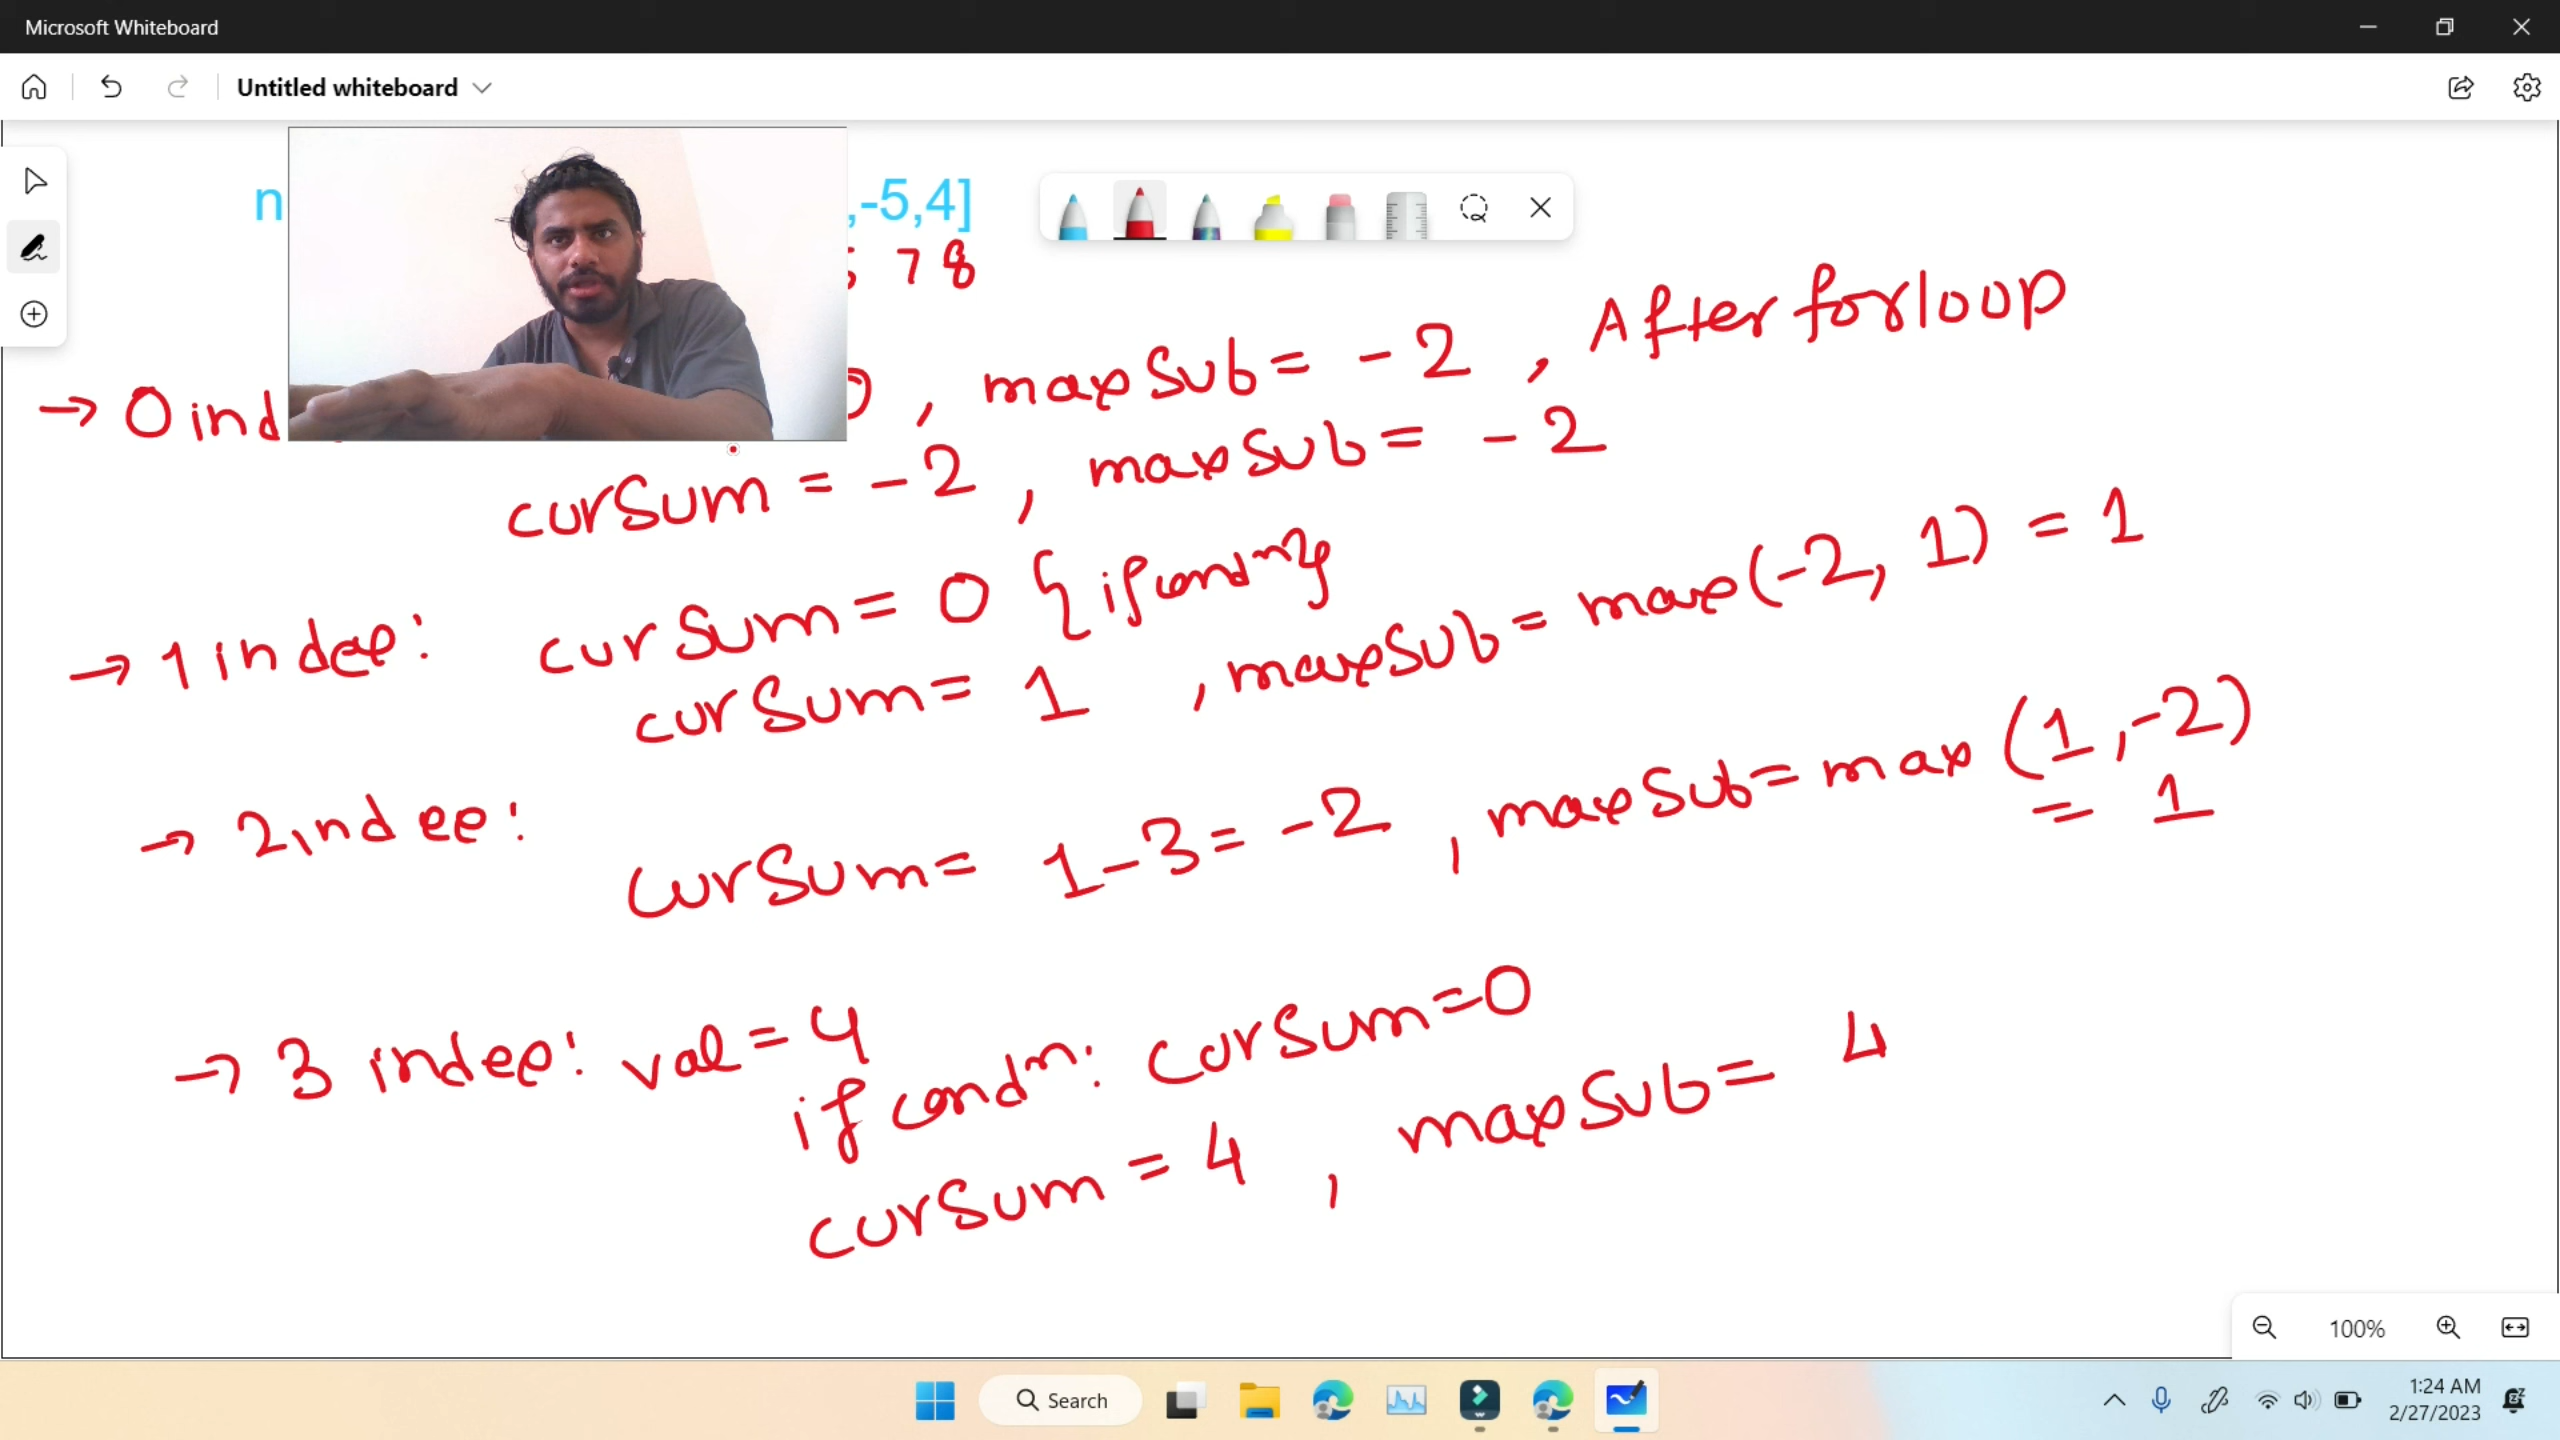 Microsoft Whiteboard
Untitled whiteboard
n ,-5,4]
7 8
→ 0 ind 0 , maxSub = -2 , After forloop
curSum = -2 , maxSub = -2
→ 1 index: curSum = 0 {if condn}
curSum = 1 , maxSub = max(-2, 1) = 1
→ 2 index:
curSum = 1-3 = -2 , maxSub = max (1,-2)
= 1
→ 3 index: val = 4
if condn: curSum=0
curSum = 4 , maxSub = 4
100%
Search
1:24 AM
2/27/2023